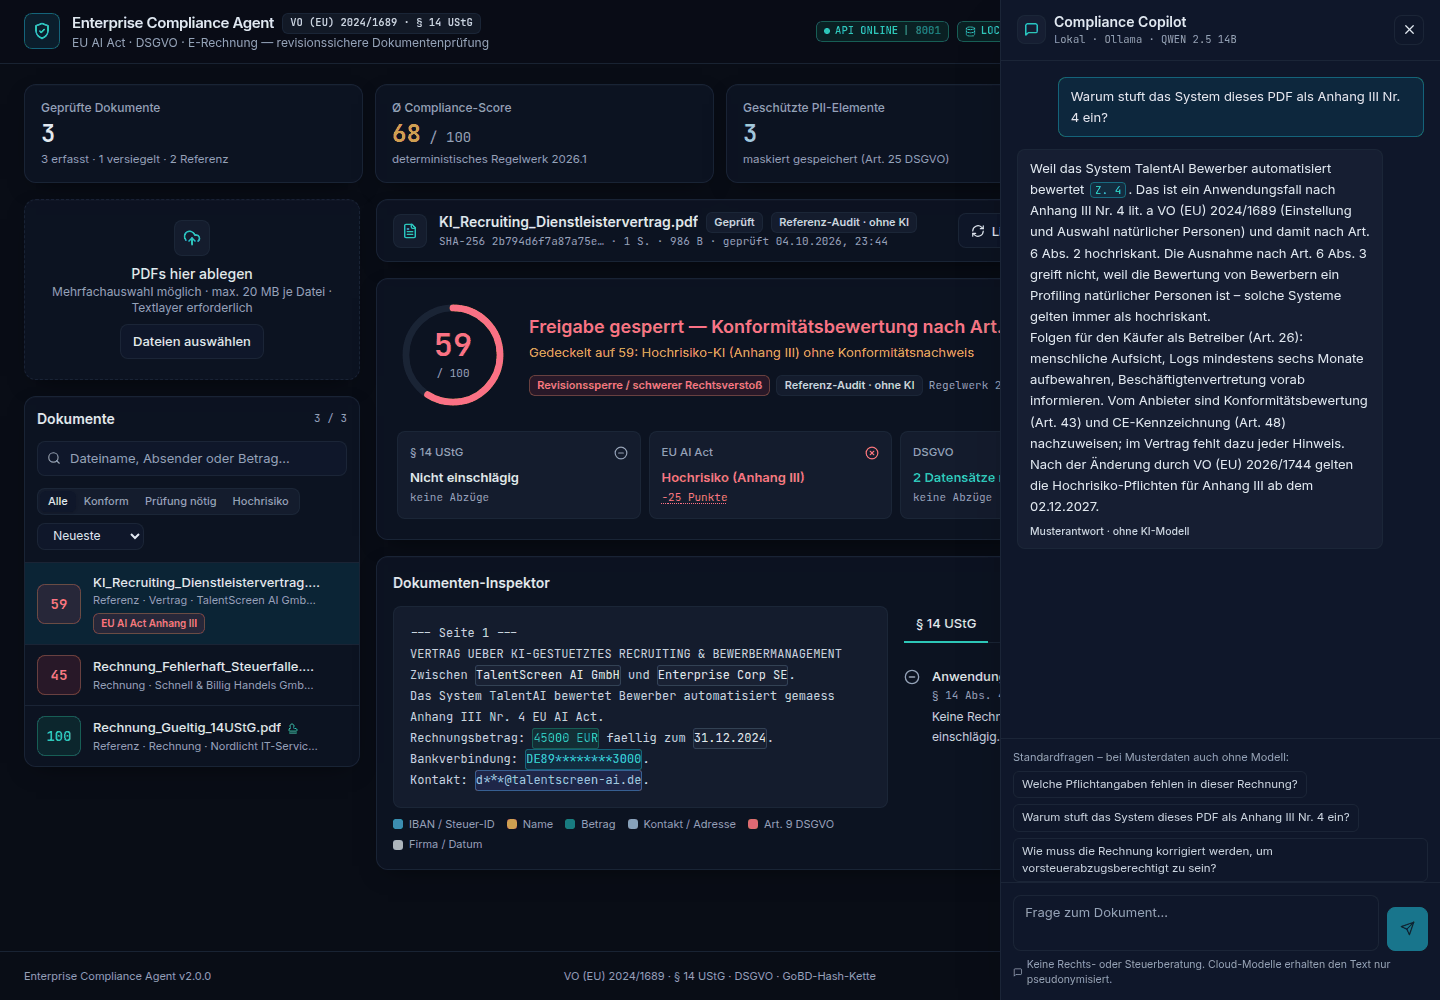 Enterprise Compliance Agent VO (EU) 2024/1689 · § 14 UStG
EU AI Act · DSGVO · E-Rechnung — revisionssichere Dokumentenprüfung
API ONLINE | 8001
Geprüfte Dokumente
3
3 erfasst · 1 versiegelt · 2 Referenz
Ø Compliance-Score
68 / 100
deterministisches Regelwerk 2026.1
Geschützte PII-Elemente
3
maskiert gespeichert (Art. 25 DSGVO)
PDFs hier ablegen
Mehrfachauswahl möglich · max. 20 MB je Datei ·
Textlayer erforderlich
Dateien auswählen
Dokumente 3 / 3
Dateiname, Absender oder Betrag...
Alle Konform Prüfung nötig Hochrisiko
Neueste
59
KI_Recruiting_Dienstleistervertrag....
Referenz · Vertrag · TalentScreen AI Gmb...
EU AI Act Anhang III
45
Rechnung_Fehlerhaft_Steuerfalle....
Rechnung · Schnell & Billig Handels Gmb...
100
Rechnung_Gueltig_14UStG.pdf
Referenz · Rechnung · Nordlicht IT-Servic...
KI_Recruiting_Dienstleistervertrag.pdf Geprüft Referenz-Audit · ohne KI
SHA-256 2b794d6f7a87a75e… · 1 S. · 986 B · geprüft 04.10.2026, 23:44
59
/ 100
Freigabe gesperrt — Konformitätsbewertung nach Art.
Gedeckelt auf 59: Hochrisiko-KI (Anhang III) ohne Konformitätsnachweis
Revisionssperre / schwerer Rechtsverstoß Referenz-Audit · ohne KI Regelwerk 2
§ 14 UStG
Nicht einschlägig
keine Abzüge
EU AI Act
Hochrisiko (Anhang III)
-25 Punkte
DSGVO
2 Datensätze
keine Abzüge
Dokumenten-Inspektor
--- Seite 1 ---
VERTRAG UEBER KI-GESTUETZTES RECRUITING & BEWERBERMANAGEMENT
Zwischen TalentScreen AI GmbH und Enterprise Corp SE.
Das System TalentAI bewertet Bewerber automatisiert gemaess
Anhang III Nr. 4 EU AI Act.
Rechnungsbetrag: 45000 EUR faellig zum 31.12.2024.
Bankverbindung: DE89********3000.
Kontakt: d***@talentscreen-ai.de.
IBAN / Steuer-ID Name Betrag Kontakt / Adresse Art. 9 DSGVO
Firma / Datum
§ 14 UStG
Anwendun
§ 14 Abs. 4
Keine Rechn
einschlägig.
Enterprise Compliance Agent v2.0.0
VO (EU) 2024/1689 · § 14 UStG · DSGVO · GoBD-Hash-Kette
Compliance Copilot
Lokal · Ollama · QWEN 2.5 14B
Warum stuft das System dieses PDF als Anhang III Nr.
4 ein?
Weil das System TalentAI Bewerber automatisiert
bewertet Z. 4 . Das ist ein Anwendungsfall nach
Anhang III Nr. 4 lit. a VO (EU) 2024/1689 (Einstellung
und Auswahl natürlicher Personen) und damit nach Art.
6 Abs. 2 hochriskant. Die Ausnahme nach Art. 6 Abs. 3
greift nicht, weil die Bewertung von Bewerbern ein
Profiling natürlicher Personen ist – solche Systeme
gelten immer als hochriskant.
Folgen für den Käufer als Betreiber (Art. 26):
menschliche Aufsicht, Logs mindestens sechs Monate
aufbewahren, Beschäftigtenvertretung vorab
informieren. Vom Anbieter sind Konformitätsbewertung
(Art. 43) und CE-Kennzeichnung (Art. 48)
nachzuweisen; im Vertrag fehlt dazu jeder Hinweis.
Nach der Änderung durch VO (EU) 2026/1744 gelten
die Hochrisiko-Pflichten für Anhang III ab dem
02.12.2027.
Musterantwort · ohne KI-Modell
Standardfragen – bei Musterdaten auch ohne Modell:
Welche Pflichtangaben fehlen in dieser Rechnung?
Warum stuft das System dieses PDF als Anhang III Nr. 4 ein?
Wie muss die Rechnung korrigiert werden, um
vorsteuerabzugsberechtigt zu sein?
Frage zum Dokument...
Keine Rechts- oder Steuerberatung. Cloud-Modelle erhalten den Text nur
pseudonymisiert.